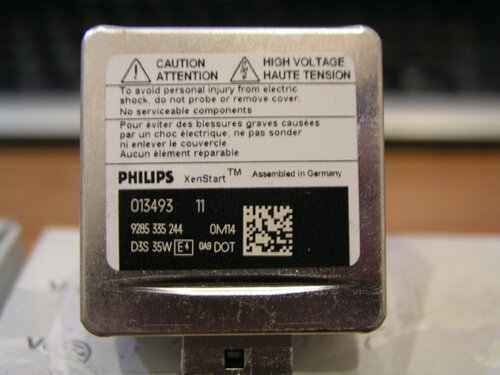 CAUTION HIGH VOLTAGE
ATTENTION HAUTE TENSION
To avoid personal injury from electric
shock, do not probe or remove cover.
No serviceable components
Pour éviter des blessures graves causées
par un choc électrique, ne pas sonder
ni enlever le couvercle
Aucun élément réparable
PHILIPS XenStart™ Assembled in Germany
013493 11
9285 335 244 0M14
D3S 35W E4 0A9 DOT